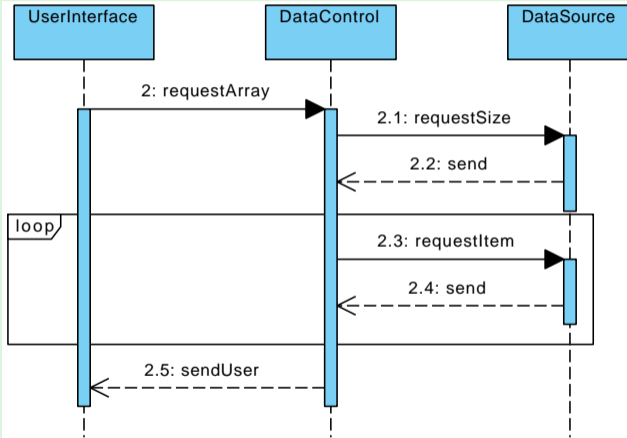 UserInterface
DataControl
DataSource
2: requestArray
2.1: requestSize
2.2: send
loop
2.3: requestItem
2.4: send
2.5: sendUser